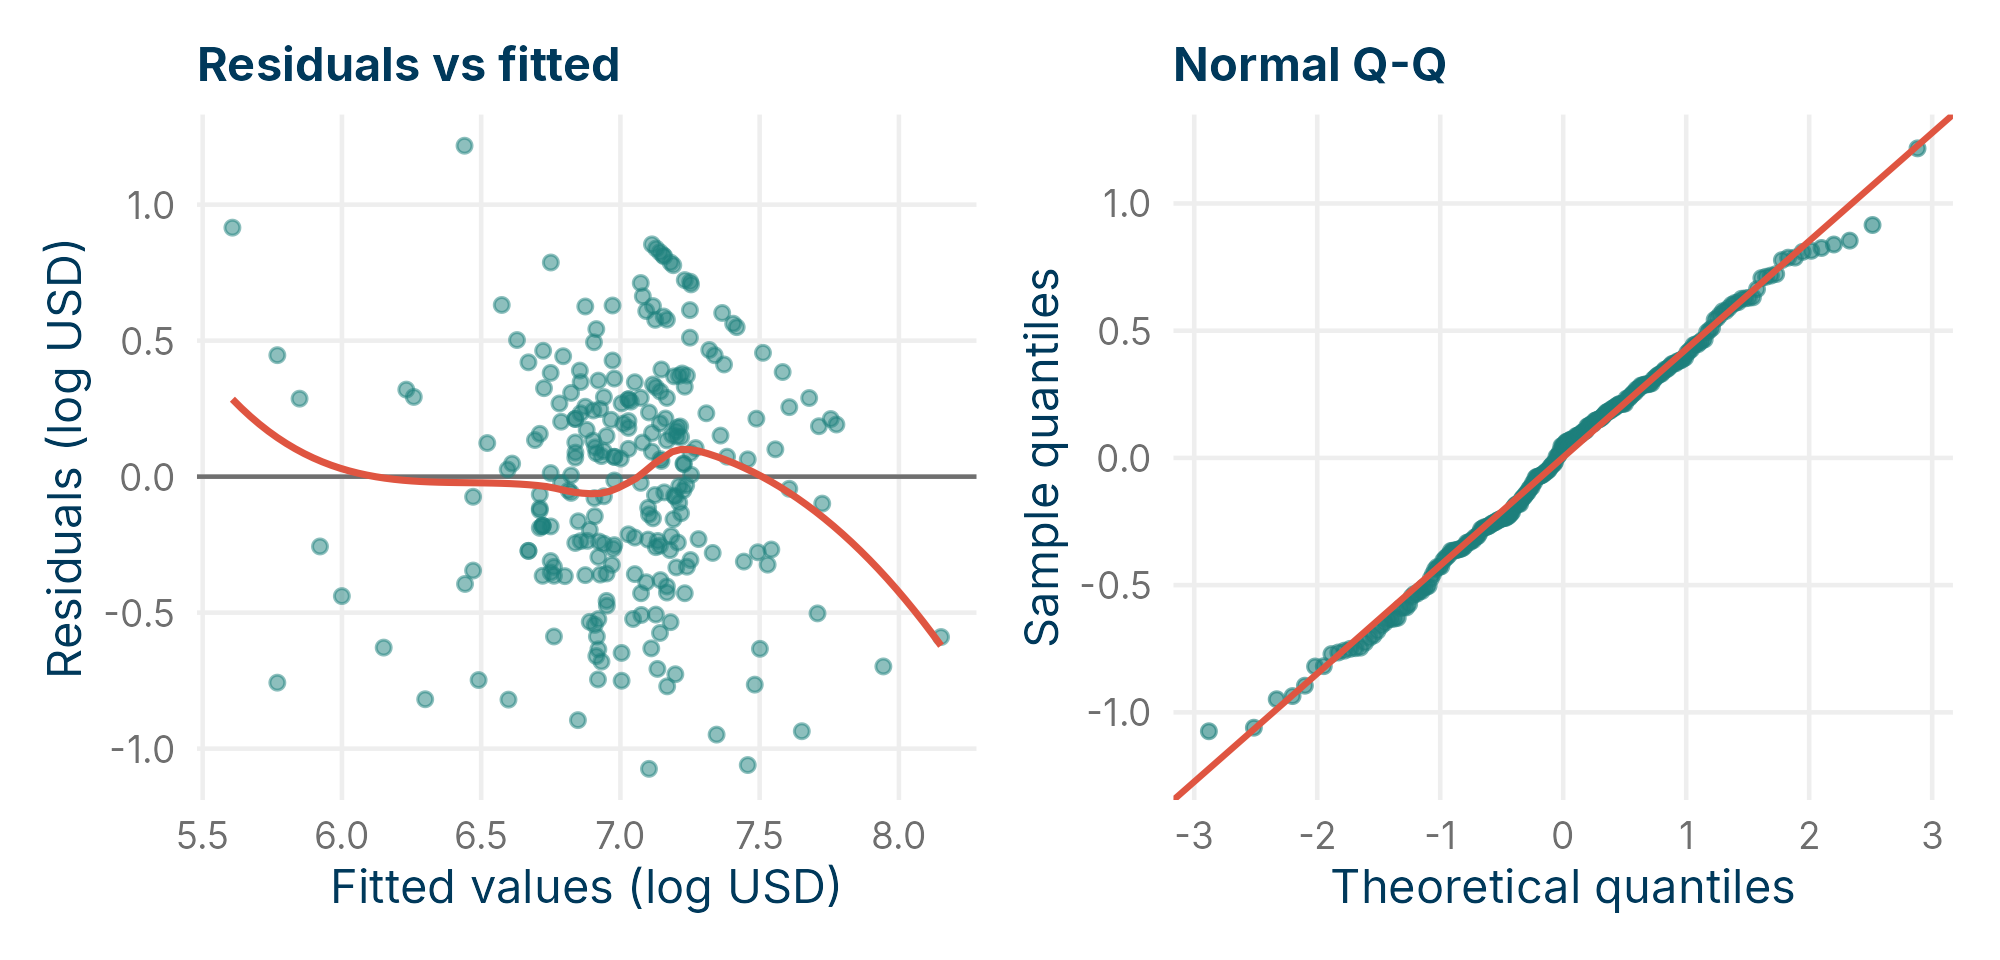 Residuals vs fitted
Residuals (log USD)
1.0
0.5
0.0
-0.5
-1.0
5.5 6.0 6.5 7.0 7.5 8.0
Fitted values (log USD)
Normal Q-Q
Sample quantiles
1.0
0.5
0.0
-0.5
-1.0
-3 -2 -1 0 1 2 3
Theoretical quantiles